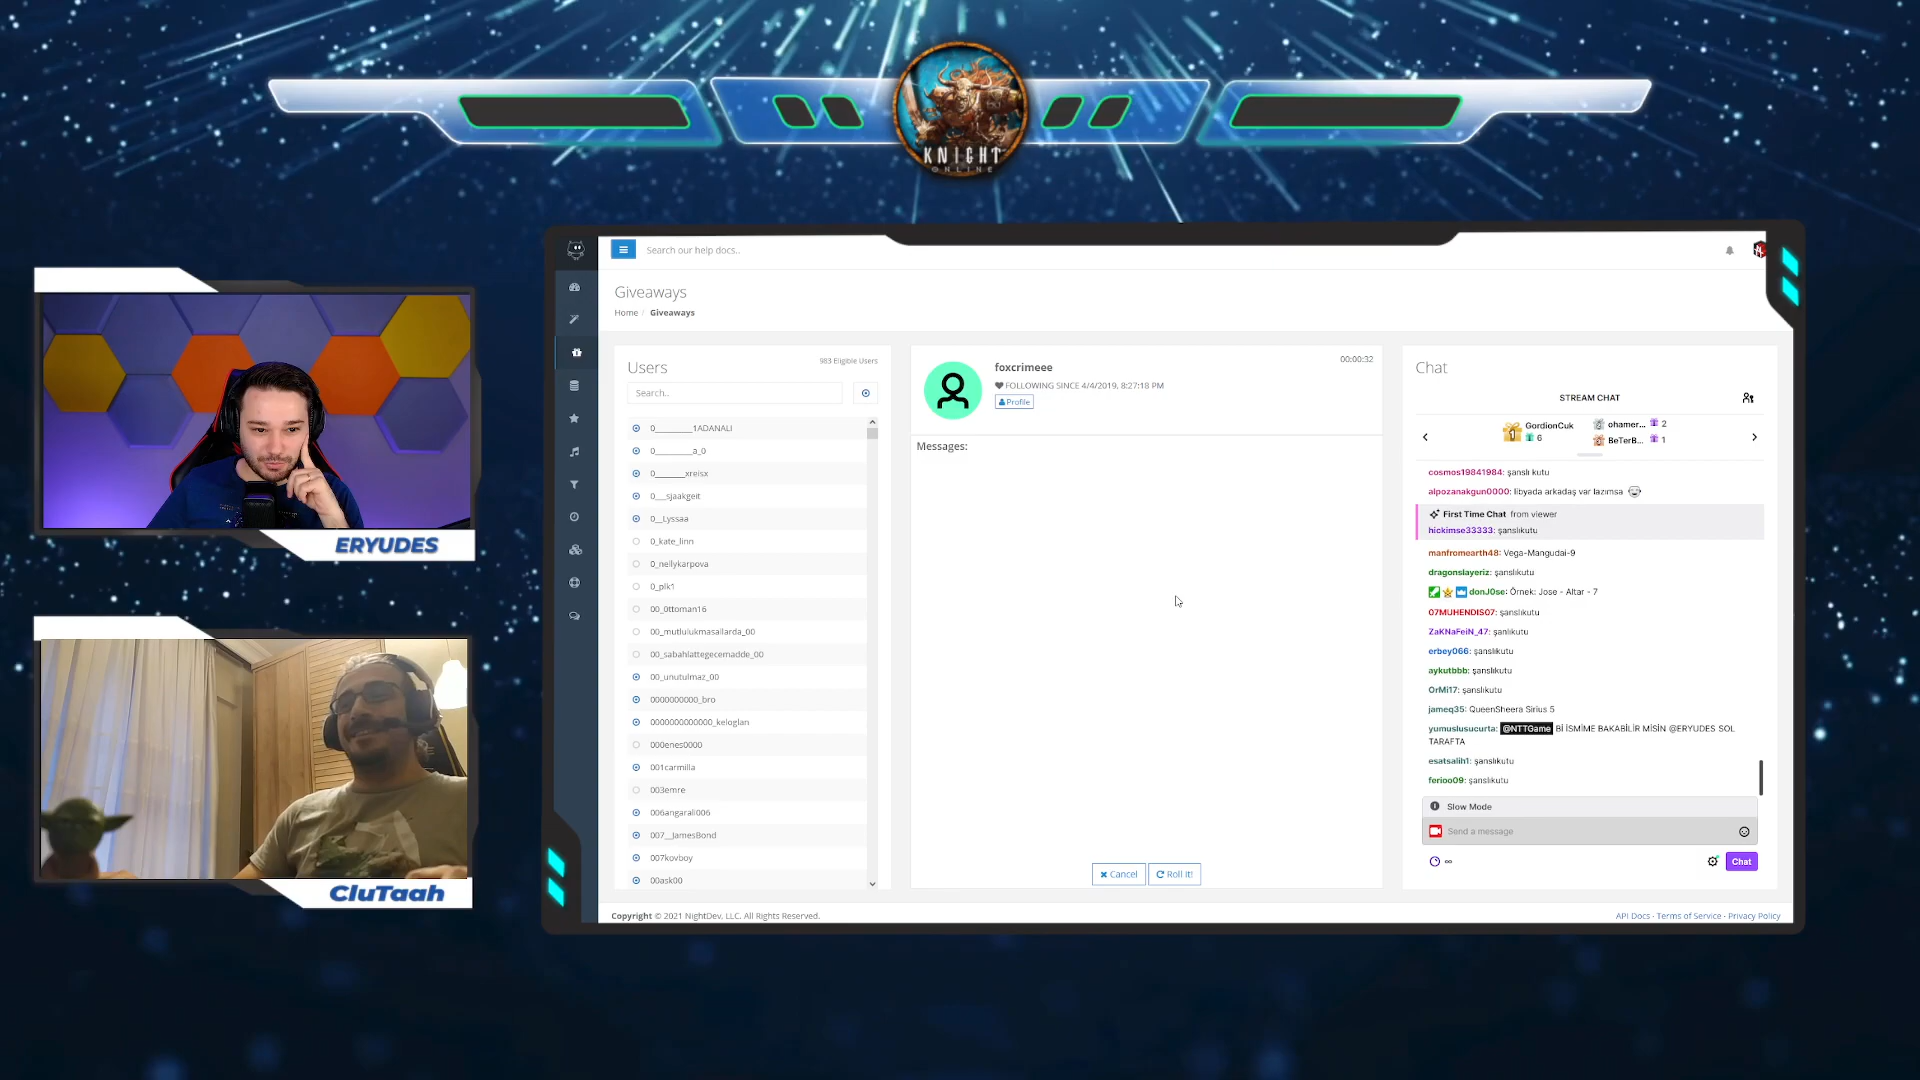 KNIGHT
ONLINE
Search our help docs..
Giveaways
Home / Giveaways
Users
983 Eligible Users
Search..
0_________1ADANALI
0_________a_0
0_______xreisx
0___sjaakgeit
0__Lyssaa
0_kate_linn
0_nellykarpova
0_plk1
00_0ttoman16
00_mutlulukmasallarda_00
00_sabahlattegecemadde_00
00_unutulmaz_00
0000000000_bro
0000000000000_keloglan
000enes0000
001carmilla
003emre
006angarali006
007__JamesBond
007kovboy
00ask00
foxcrimeee
00:00:32
FOLLOWING SINCE 4/4/2019, 8:27:18 PM
Profile
Messages:
Cancel
Roll It!
Chat
STREAM CHAT
GordionCuk
6
ohamer... 2
BeTerB... 1
cosmos19841984: şanslı kutu
alpozanakgun0000: libyada arkadaş var lazımsa
First Time Chat from viewer
hickimse33333: şanslıkutu
manfromearth48: Vega-Mangudai-9
dragonslayeriz: şanslıkutu
donJ0se: Örnek: Jose - Altar - 7
07MUHENDIS07: şanslıkutu
ZaKNaFeiN_47: şanlıkutu
erbey066: şanslıkutu
aykutbbb: şanslıkutu
OrMi17: şanslıkutu
jameq35: QueenSheera Sirius 5
yumuslusucurta: @NTTGame Bİ İSMİME BAKABİLİR MİSİN @ERYUDES SOL
TARAFTA
esatsalih1: şanslıkutu
ferioo09: şanslıkutu
Slow Mode
Send a message
∞
Chat
Copyright © 2021 NightDev, LLC. All Rights Reserved.
API Docs · Terms of Service · Privacy Policy
ERYUDES
CluTaah